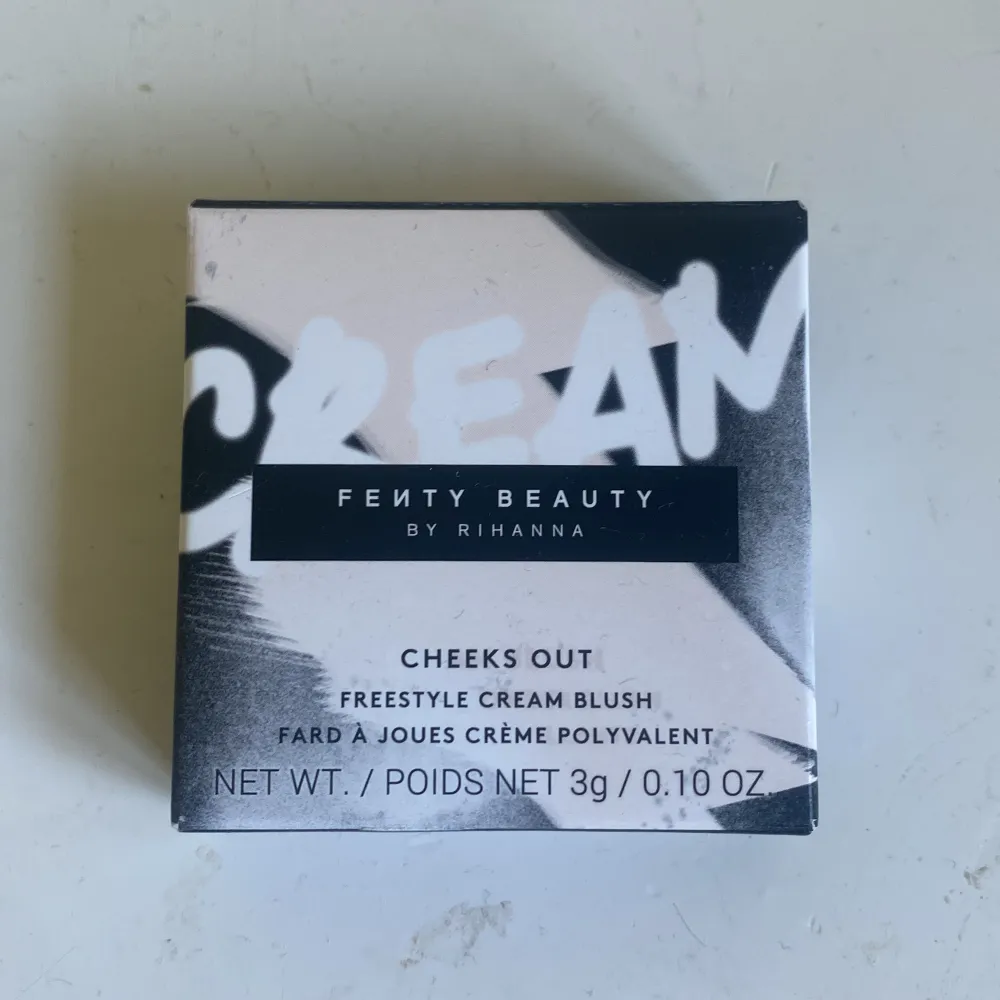 CREAM
FENTY BEAUTY
BY RIHANNA
CHEEKS OUT
FREESTYLE CREAM BLUSH
FARD À JOUES CRÈME POLYVALENT
NET WT. / POIDS NET 3g / 0.10 OZ.